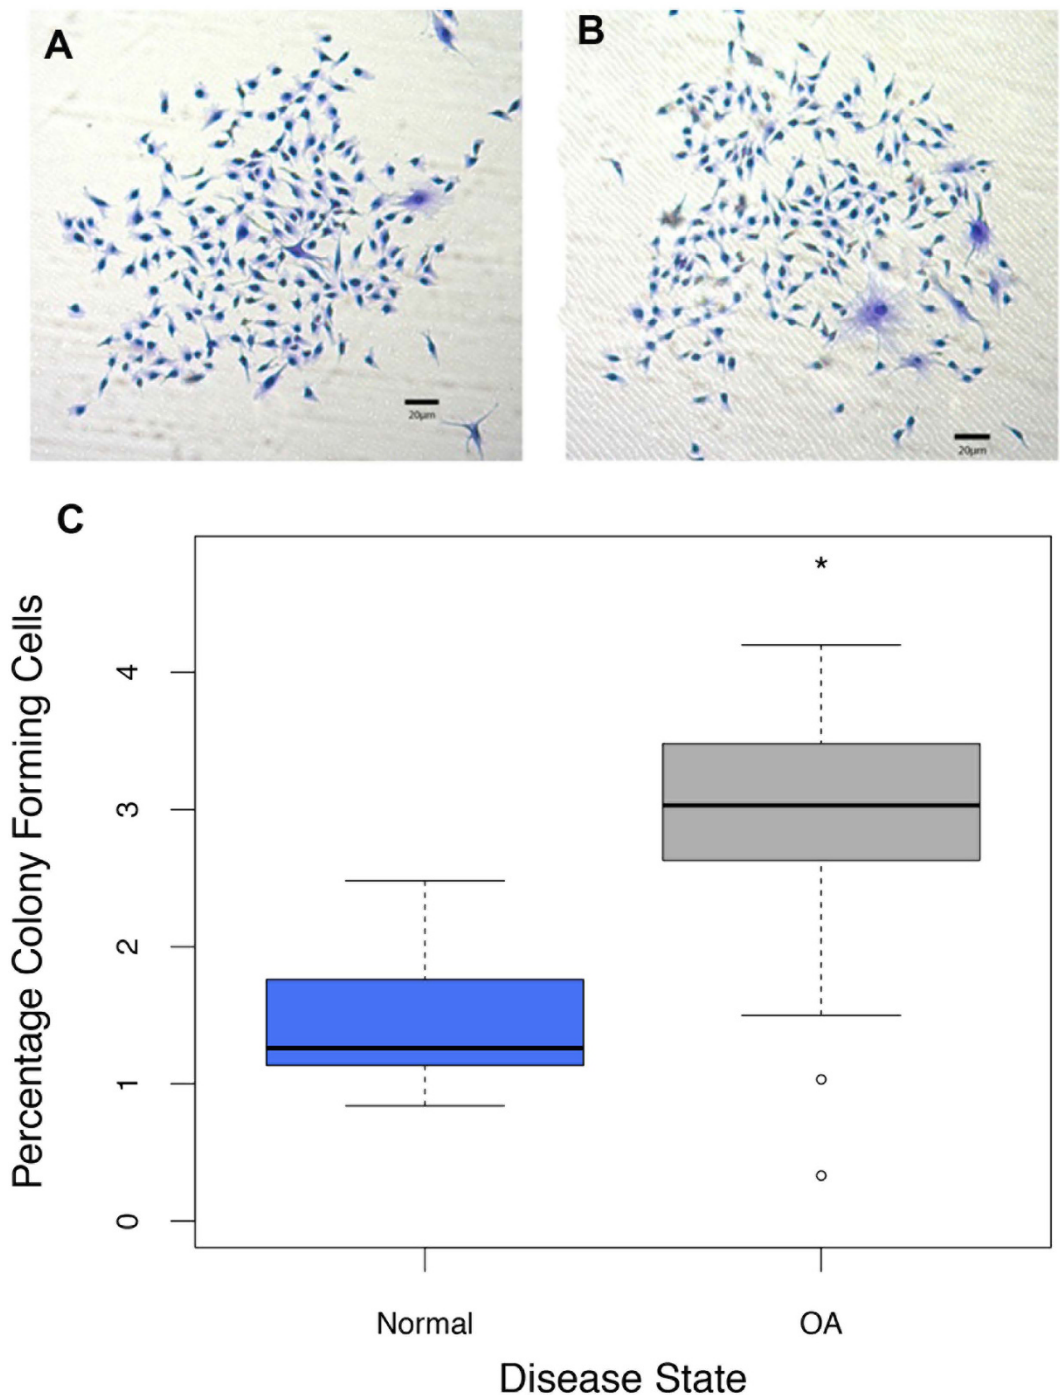 A
B
20µm
20µm
C
Percentage Colony Forming Cells
4
3
2
1
0
*
Normal
OA
Disease State